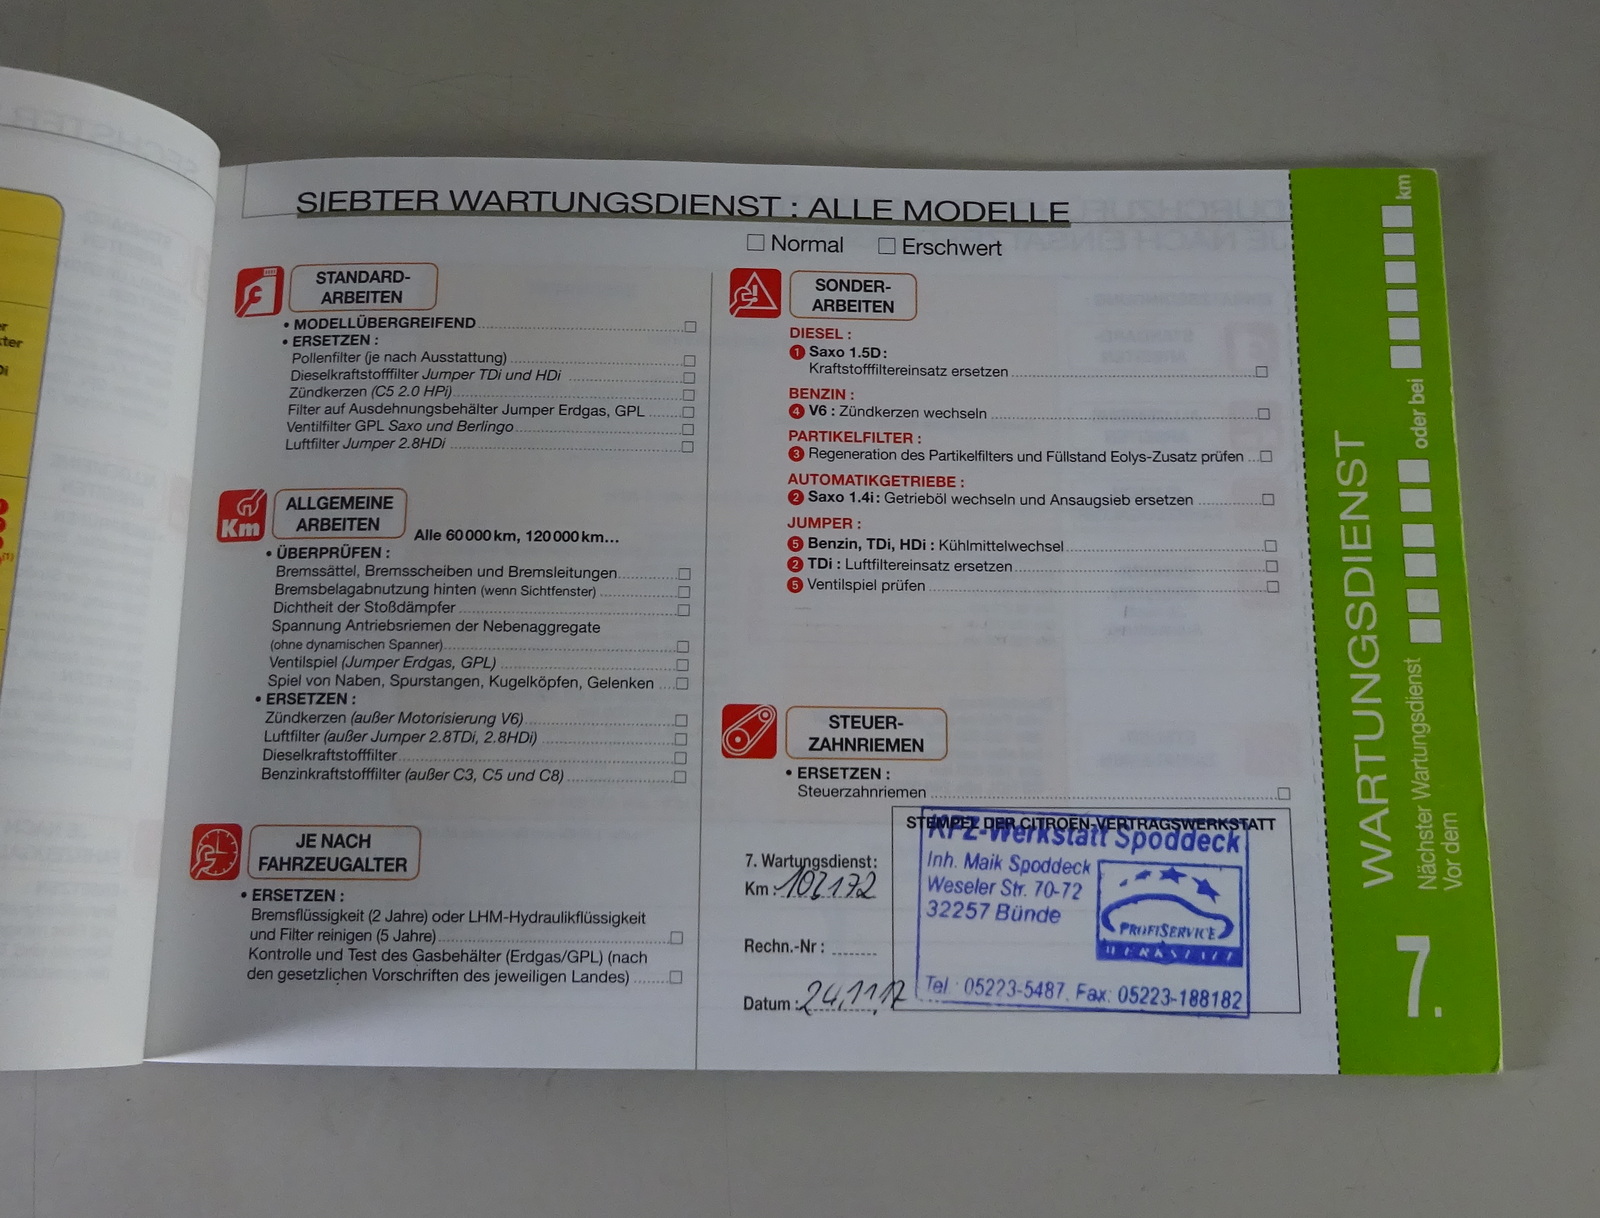 SIEBTER WARTUNGSDIENST : ALLE MODELLE
Normal Erschwert
STANDARD-
ARBEITEN
• MODELLÜBERGREIFEND
• ERSETZEN :
Pollenfilter (je nach Ausstattung)
Dieselkraftstofffilter Jumper TDi und HDi
Zündkerzen (C5 2.0 HPi)
Filter auf Ausdehnungsbehälter Jumper Erdgas, GPL
Ventilfilter GPL Saxo und Berlingo
Luftfilter Jumper 2.8HDi
Km
ALLGEMEINE
ARBEITEN
Alle 60 000 km, 120 000 km...
• ÜBERPRÜFEN :
Bremssättel, Bremsscheiben und Bremsleitungen
Bremsbelagabnutzung hinten (wenn Sichtfenster)
Dichtheit der Stoßdämpfer
Spannung Antriebsriemen der Nebenaggregate
(ohne dynamischen Spanner)
Ventilspiel (Jumper Erdgas, GPL)
Spiel von Naben, Spurstangen, Kugelköpfen, Gelenken
• ERSETZEN :
Zündkerzen (außer Motorisierung V6)
Luftfilter (außer Jumper 2.8TDi, 2.8HDi)
Dieselkraftstofffilter
Benzinkraftstofffilter (außer C3, C5 und C8)
JE NACH
FAHRZEUGALTER
• ERSETZEN :
Bremsflüssigkeit (2 Jahre) oder LHM-Hydraulikflüssigkeit
und Filter reinigen (5 Jahre)
Kontrolle und Test des Gasbehälter (Erdgas/GPL) (nach
den gesetzlichen Vorschriften des jeweiligen Landes)
SONDER-
ARBEITEN
DIESEL :
1 Saxo 1.5D :
Kraftstofffiltereinsatz ersetzen
BENZIN :
4 V6 : Zündkerzen wechseln
PARTIKELFILTER :
3 Regeneration des Partikelfilters und Füllstand Eolys-Zusatz prüfen
AUTOMATIKGETRIEBE :
2 Saxo 1.4i : Getrieböl wechseln und Ansaugsieb ersetzen
JUMPER :
5 Benzin, TDi, HDi : Kühlmittelwechsel
2 TDi : Luftfiltereinsatz ersetzen
5 Ventilspiel prüfen
STEUER-
ZAHNRIEMEN
• ERSETZEN :
Steuerzahnriemen
STEMPEL DER CITROËN-VERTRAGSWERKSTATT
KFZ-Werkstatt Spoddeck
Inh. Maik Spoddeck
Weseler Str. 70-72
32257 Bünde
PROFISERVICE
WERKSTATT
Tel.: 05223-5487, Fax: 05223-188182
7. Wartungsdienst :
Km : 107172
Rechn.-Nr :
Datum : 24.11.17
WARTUNGSDIENST 7.
Nächster Wartungsdienst
Vor dem oder bei km